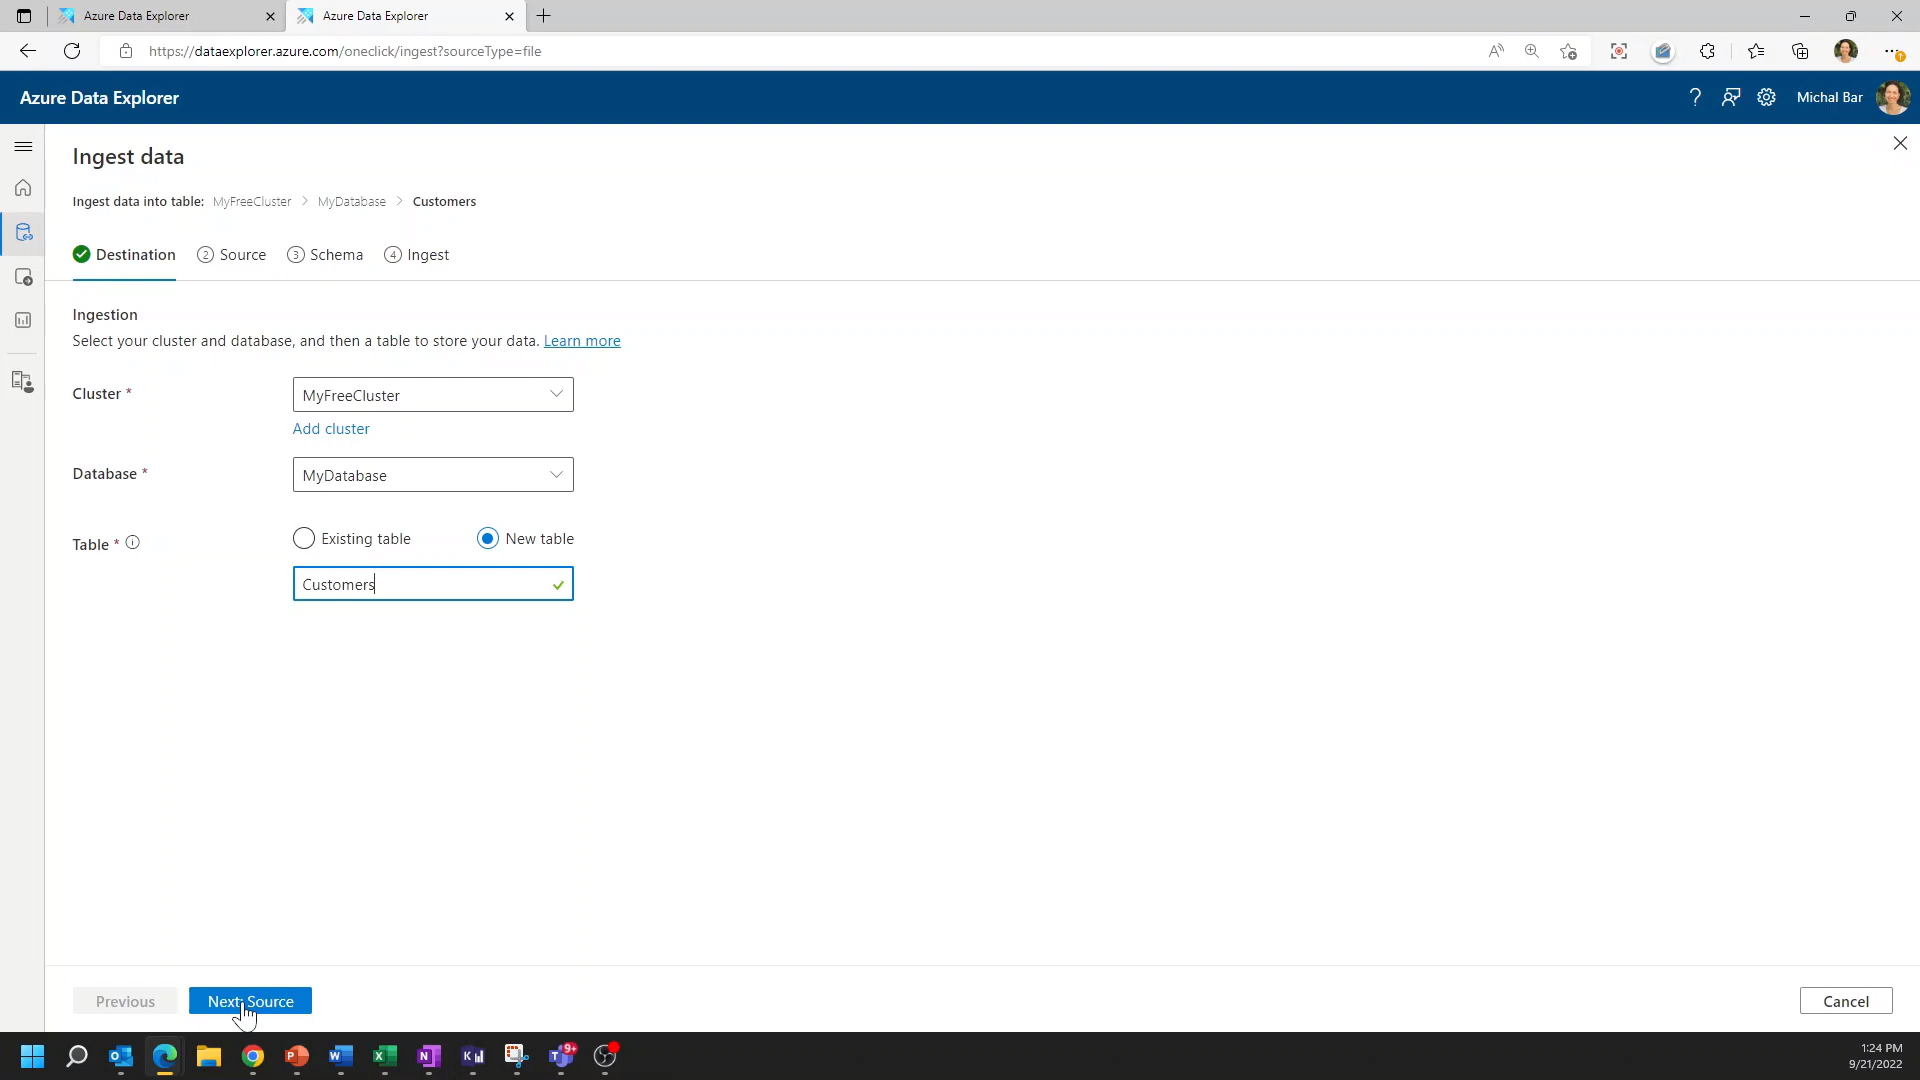 Azure Data Explorer
Azure Data Explorer
https://dataexplorer.azure.com/oneclick/ingest?sourceType=file
Azure Data Explorer
Michal Bar
Ingest data
Ingest data into table: MyFreeCluster > MyDatabase > Customers
Destination 2 Source 3 Schema 4 Ingest
Ingestion
Select your cluster and database, and then a table to store your data. Learn more
Cluster * MyFreeCluster
Add cluster
Database * MyDatabase
Table * Existing table New table
Customers
Previous Next: Source Cancel
9+
1:24 PM
9/21/2022